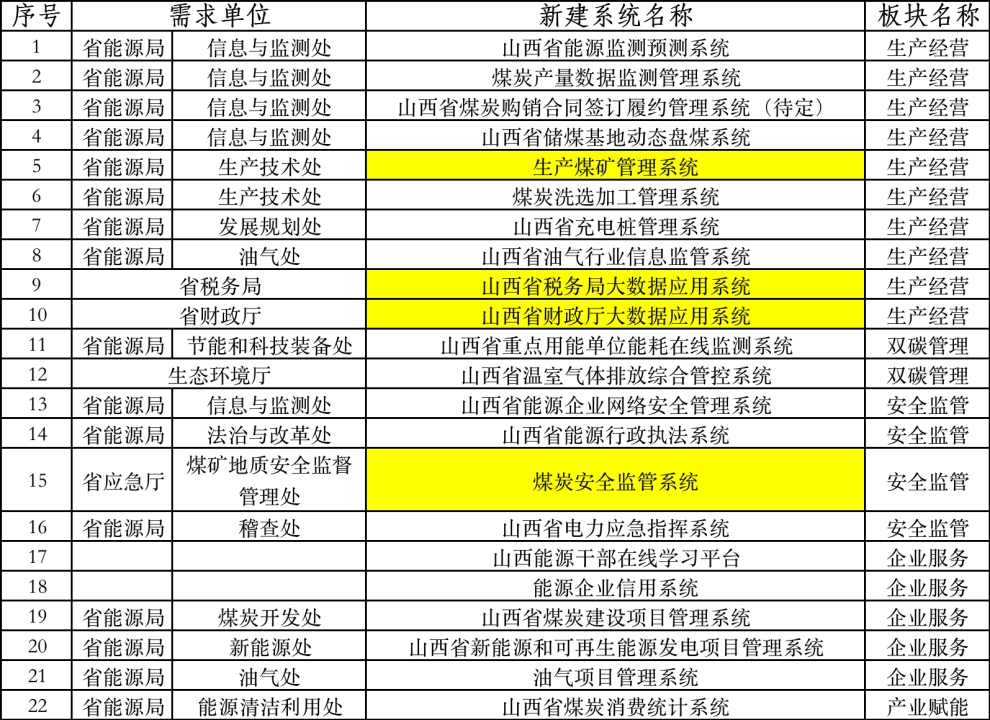 序号 需求单位 新建系统名称 板块名称
1 省能源局 信息与监测处 山西省能源监测预测系统 生产经营
2 省能源局 信息与监测处 煤炭产量数据监测管理系统 生产经营
3 省能源局 信息与监测处 山西省煤炭购销合同签订履约管理系统（待定） 生产经营
4 省能源局 信息与监测处 山西省储煤基地动态盘煤系统 生产经营
5 省能源局 生产技术处 生产煤矿管理系统 生产经营
6 省能源局 生产技术处 煤炭洗选加工管理系统 生产经营
7 省能源局 发展规划处 山西省充电桩管理系统 生产经营
8 省能源局 油气处 山西省油气行业信息监管系统 生产经营
9 省税务局 山西省税务局大数据应用系统 生产经营
10 省财政厅 山西省财政厅大数据应用系统 生产经营
11 省能源局 节能和科技装备处 山西省重点用能单位能耗在线监测系统 双碳管理
12 生态环境厅 山西省温室气体排放综合管控系统 双碳管理
13 省能源局 信息与监测处 山西省能源企业网络安全管理系统 安全监管
14 省能源局 法治与改革处 山西省能源行政执法系统 安全监管
15 省应急厅 煤矿地质安全监督
管理处 煤炭安全监管系统 安全监管
16 省能源局 稽查处 山西省电力应急指挥系统 安全监管
17 山西能源干部在线学习平台 企业服务
18 能源企业信用系统 企业服务
19 省能源局 煤炭开发处 山西省煤炭建设项目管理系统 企业服务
20 省能源局 新能源处 山西省新能源和可再生能源发电项目管理系统 企业服务
21 省能源局 油气处 油气项目管理系统 企业服务
22 省能源局 能源清洁利用处 山西省煤炭消费统计系统 产业赋能